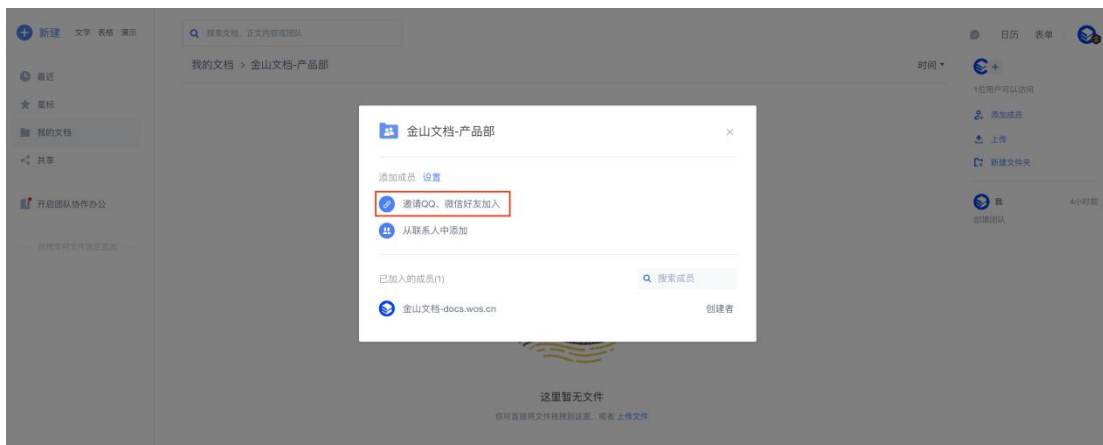 新建 文字 表格 演示
搜索文档、正文内容或团队
日历 表单
最近
星标
我的文档
共享
开启团队协作办公
我的文档 > 金山文档-产品部
时间
1位用户可以访问
添加成员
上传
新建文件夹
我 4小时前
创建团队
金山文档-产品部
添加成员 设置
邀请QQ、微信好友加入
从联系人中添加
已加入的成员(1) 搜索成员
金山文档-docs.wos.cn 创建者
这里暂无文件
你可直接将文件拖拽到这里，或者 上传文件